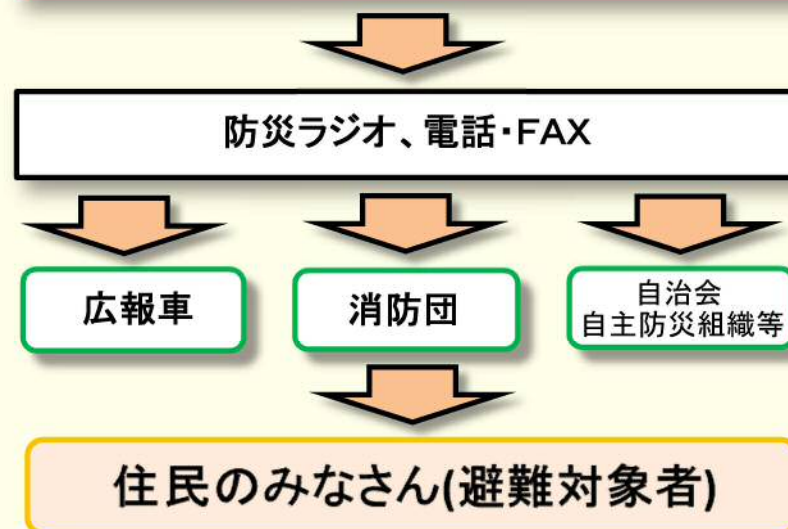 防災ラジオ、電話・FAX
広報車
消防団
自治会
自主防災組織等
住民のみなさん(避難対象者)